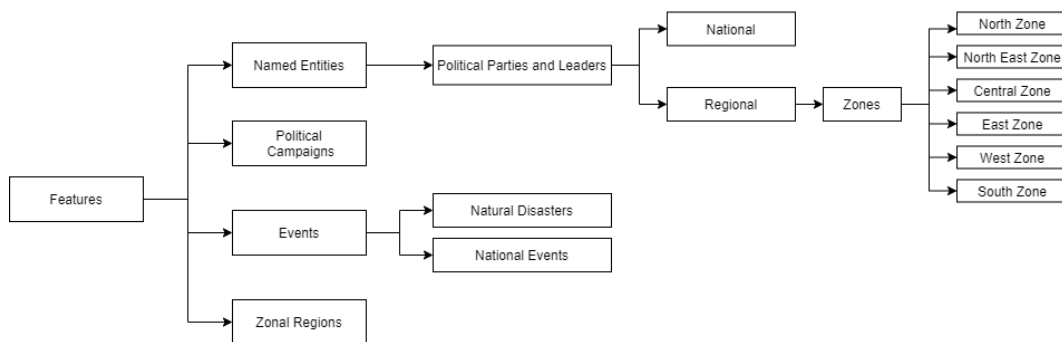 Features
Named Entities
Political
Campaigns
Events
Zonal Regions
Political Parties and Leaders
Natural Disasters
National Events
National
Regional
Zones
North Zone
North East Zone
Central Zone
East Zone
West Zone
South Zone